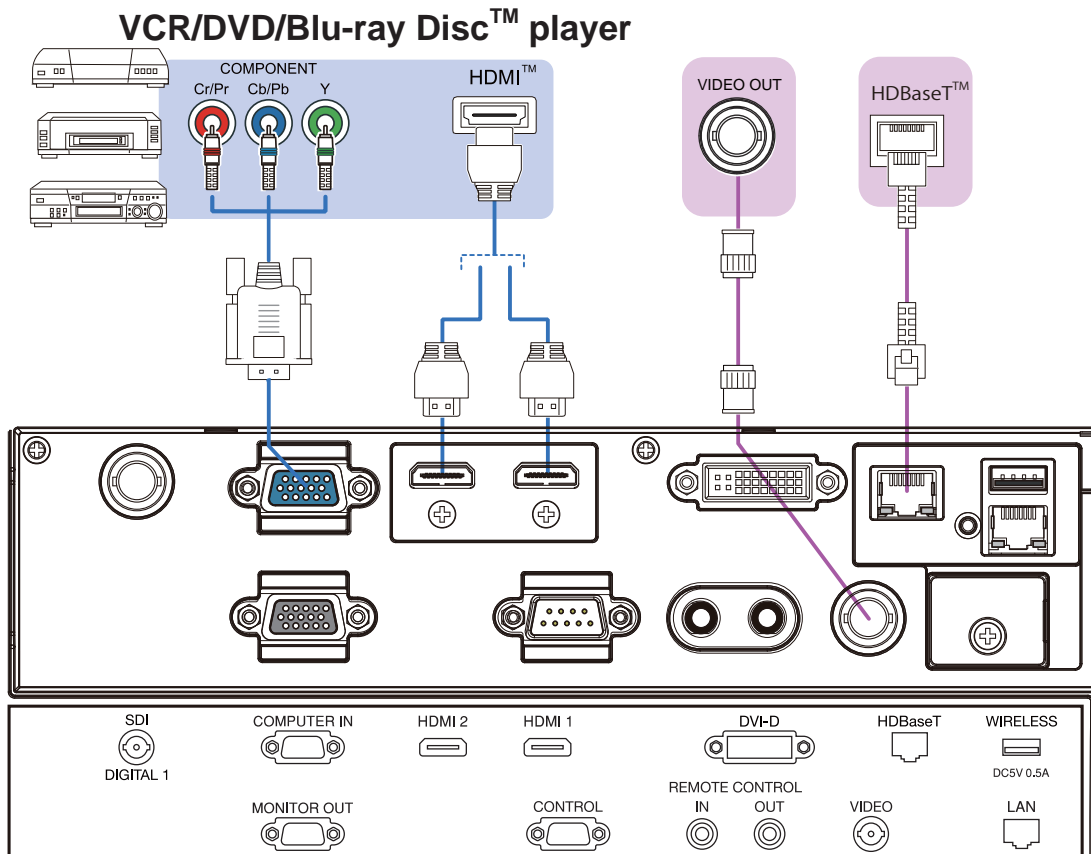 VCR/DVD/Blu-ray Disc™ player
COMPONENT
Cr/Pr Cb/Pb Y
HDMI™
VIDEO OUT
HDBaseT™
SDI
DIGITAL 1
COMPUTER IN
HDMI 2
HDMI 1
DVI-D
HDBaseT
WIRELESS
DC5V 0.5A
MONITOR OUT
CONTROL
REMOTE CONTROL
IN OUT
VIDEO
LAN